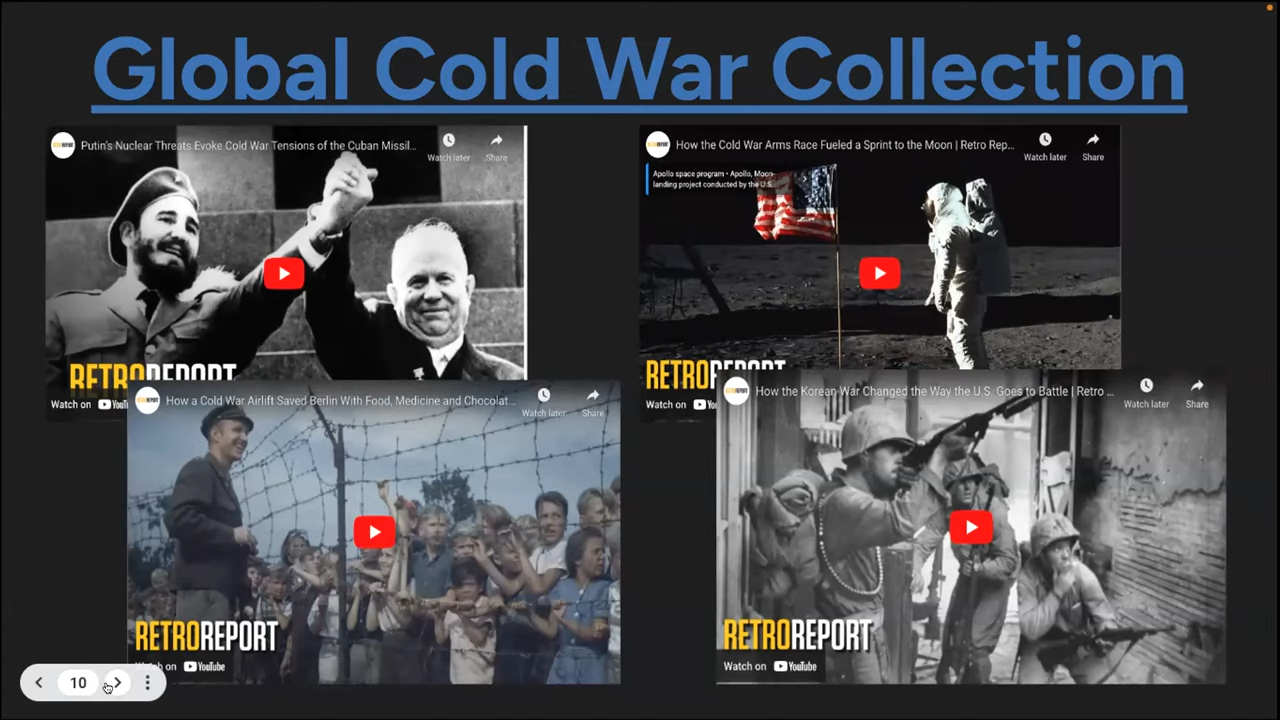 Global Cold War Collection
Putin's Nuclear Threats Evoke Cold War Tensions of the Cuban Missil...
Watch later
Share
RETROREPORT
Watch on YouTu
How the Cold War Arms Race Fueled a Sprint to the Moon | Retro Rep...
Watch later
Share
Apollo space program • Apollo, Moon
landing project conducted by the U.S.
RETROREPORT
Watch on Yo
How a Cold War Airlift Saved Berlin With Food, Medicine and Chocolat...
Watch later
Share
RETROREPORT
Watch on YouTube
How the Korean War Changed the Way the U.S. Goes to Battle | Retro ...
Watch later
Share
RETROREPORT
Watch on YouTube
10